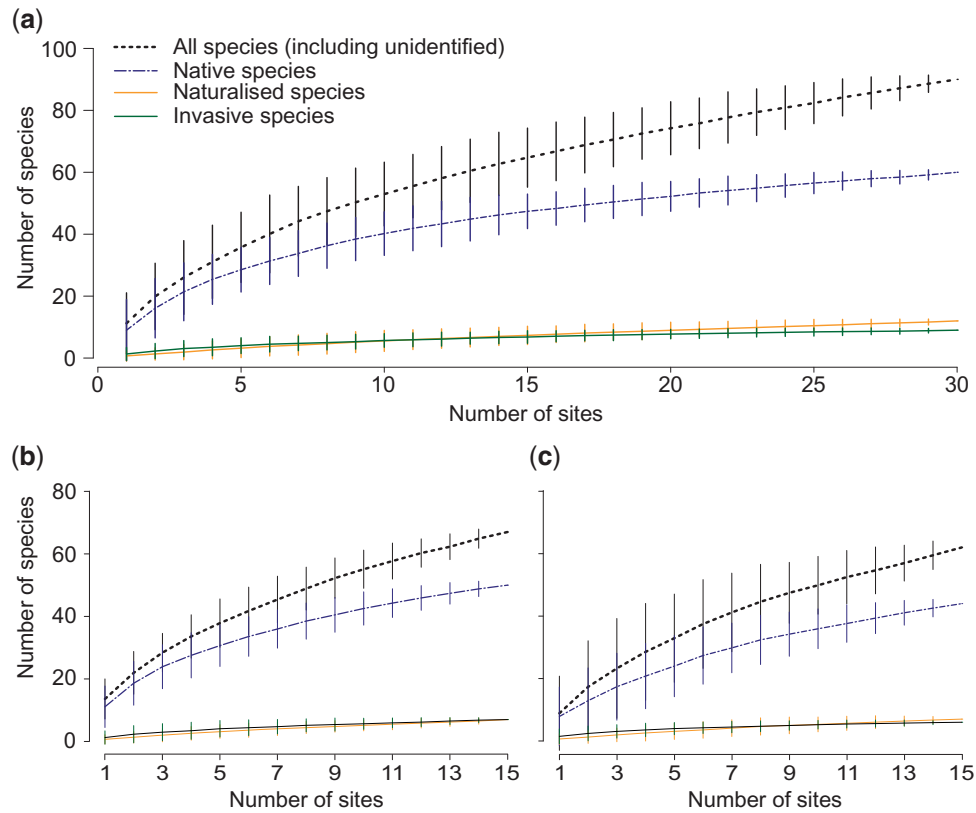 (a)
All species (including unidentified)
Native species
Naturalised species
Invasive species
Number of species
100
80
60
40
20
0
0 5 10 15 20 25 30
Number of sites
(b)
Number of species
80
60
40
20
0
1 3 5 7 9 11 13 15
Number of sites
(c)
1 3 5 7 9 11 13 15
Number of sites